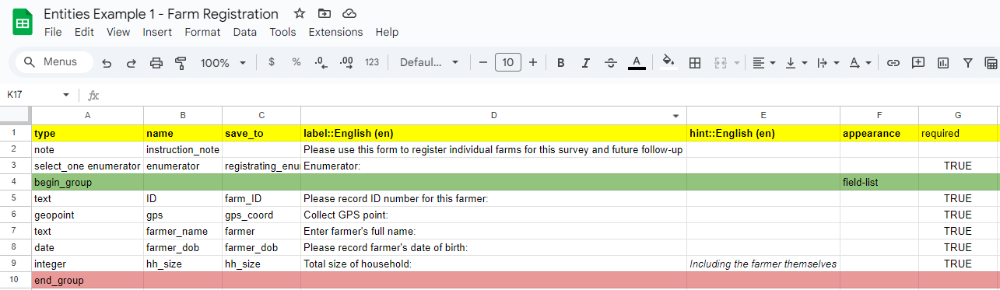 Entities Example 1 - Farm Registration
File Edit View Insert Format Data Tools Extensions Help
Menus 100% $ % .0 .00 123 Defaul... − 10 + B I S A
K17 fx
A B C D E F G
1 type name save_to label::English (en) hint::English (en) appearance required
2 note instruction_note Please use this form to register individual farms for this survey and future follow-up
3 select_one enumerator enumerator registrating_enu Enumerator: TRUE
4 begin_group field-list
5 text ID farm_ID Please record ID number for this farmer: TRUE
6 geopoint gps gps_coord Collect GPS point: TRUE
7 text farmer_name farmer Enter farmer's full name: TRUE
8 date farmer_dob farmer_dob Please record farmer's date of birth: TRUE
9 integer hh_size hh_size Total size of household: Including the farmer themselves TRUE
10 end_group